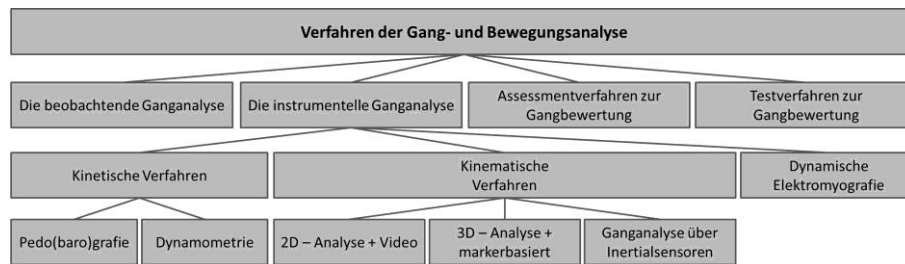 Verfahren der Gang- und Bewegungsanalyse
Die beobachtende Ganganalyse
Die instrumentelle Ganganalyse
Assessmentverfahren zur
Gangbewertung
Testverfahren zur
Gangbewertung
Kinetische Verfahren
Kinematische
Verfahren
Dynamische
Elektromyografie
Pedo(baro)grafie
Dynamometrie
2D – Analyse + Video
3D – Analyse +
markerbasiert
Ganganalyse über
Inertialsensoren